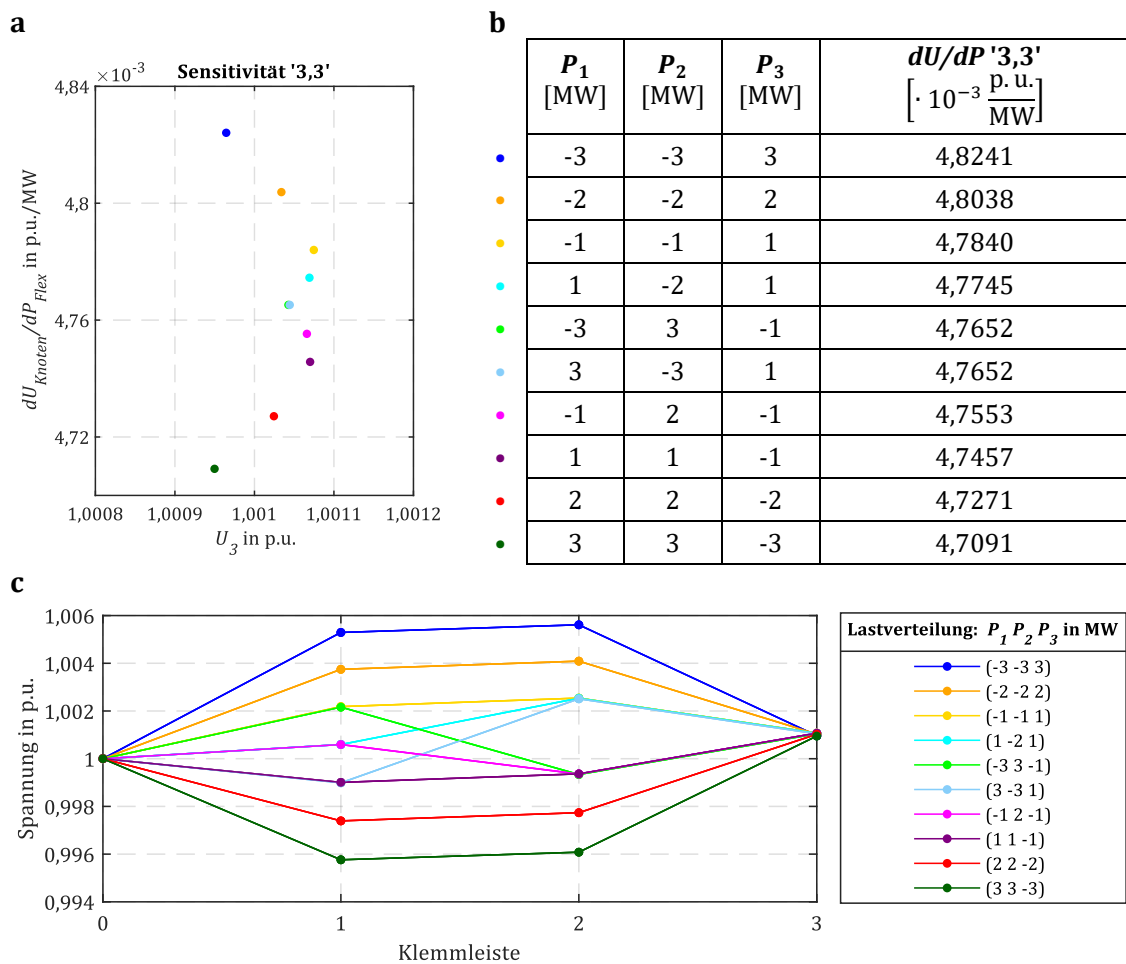 a
Sensitivität '3,3'
×10⁻³
4,84
4,8
4,76
4,72
dU_Knoten/dP_Flex in p.u./MW
1,0008 1,0009 1,001 1,0011 1,0012
U_3 in p.u.
b
P₁ [MW] P₂ [MW] P₃ [MW] dU/dP '3,3' [· 10⁻³ p.u./MW]
-3 -3 3 4,8241
-2 -2 2 4,8038
-1 -1 1 4,7840
1 -2 1 4,7745
-3 3 -1 4,7652
3 -3 1 4,7652
-1 2 -1 4,7553
1 1 -1 4,7457
2 2 -2 4,7271
3 3 -3 4,7091
c
1,006
1,004
1,002
1
0,998
0,996
0,994
Spannung in p.u.
0 1 2 3
Klemmleiste
Lastverteilung: P_1 P_2 P_3 in MW
(-3 -3 3)
(-2 -2 2)
(-1 -1 1)
(1 -2 1)
(-3 3 -1)
(3 -3 1)
(-1 2 -1)
(1 1 -1)
(2 2 -2)
(3 3 -3)